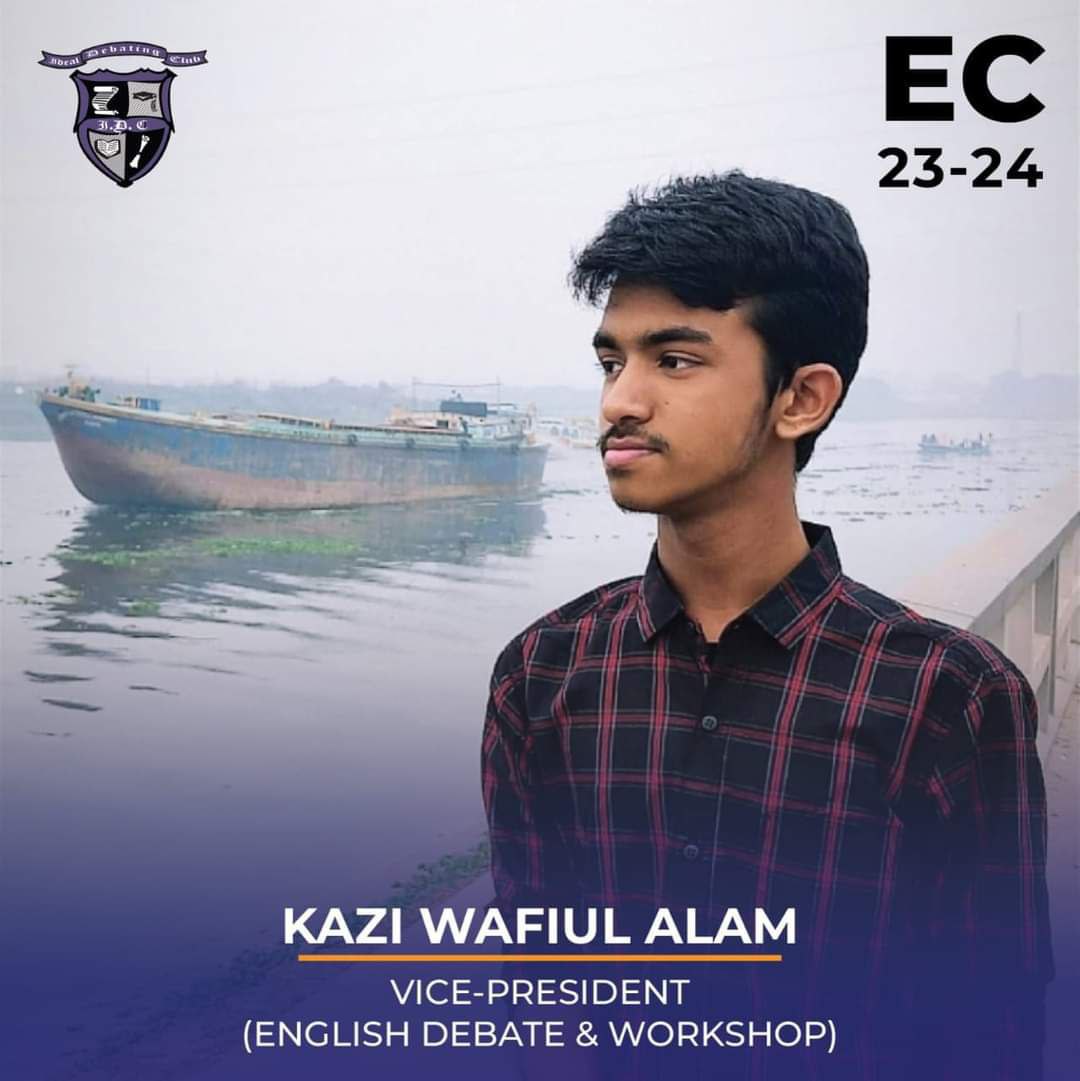 Ideal Debating Club
I.D.C
EC
23-24
KAZI WAFIUL ALAM
VICE-PRESIDENT
(ENGLISH DEBATE & WORKSHOP)